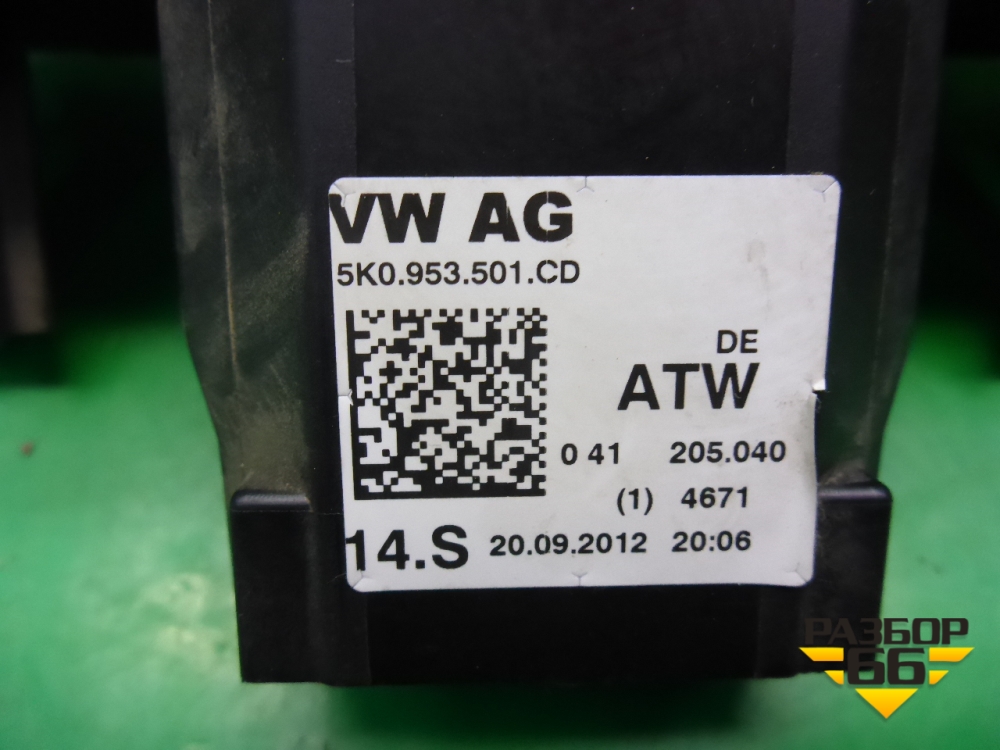 VW AG
5K0.953.501.CD
DE
ATW
0 41 205.040
(1) 4671
14.S 20.09.2012 20:06
РАЗБОР
66